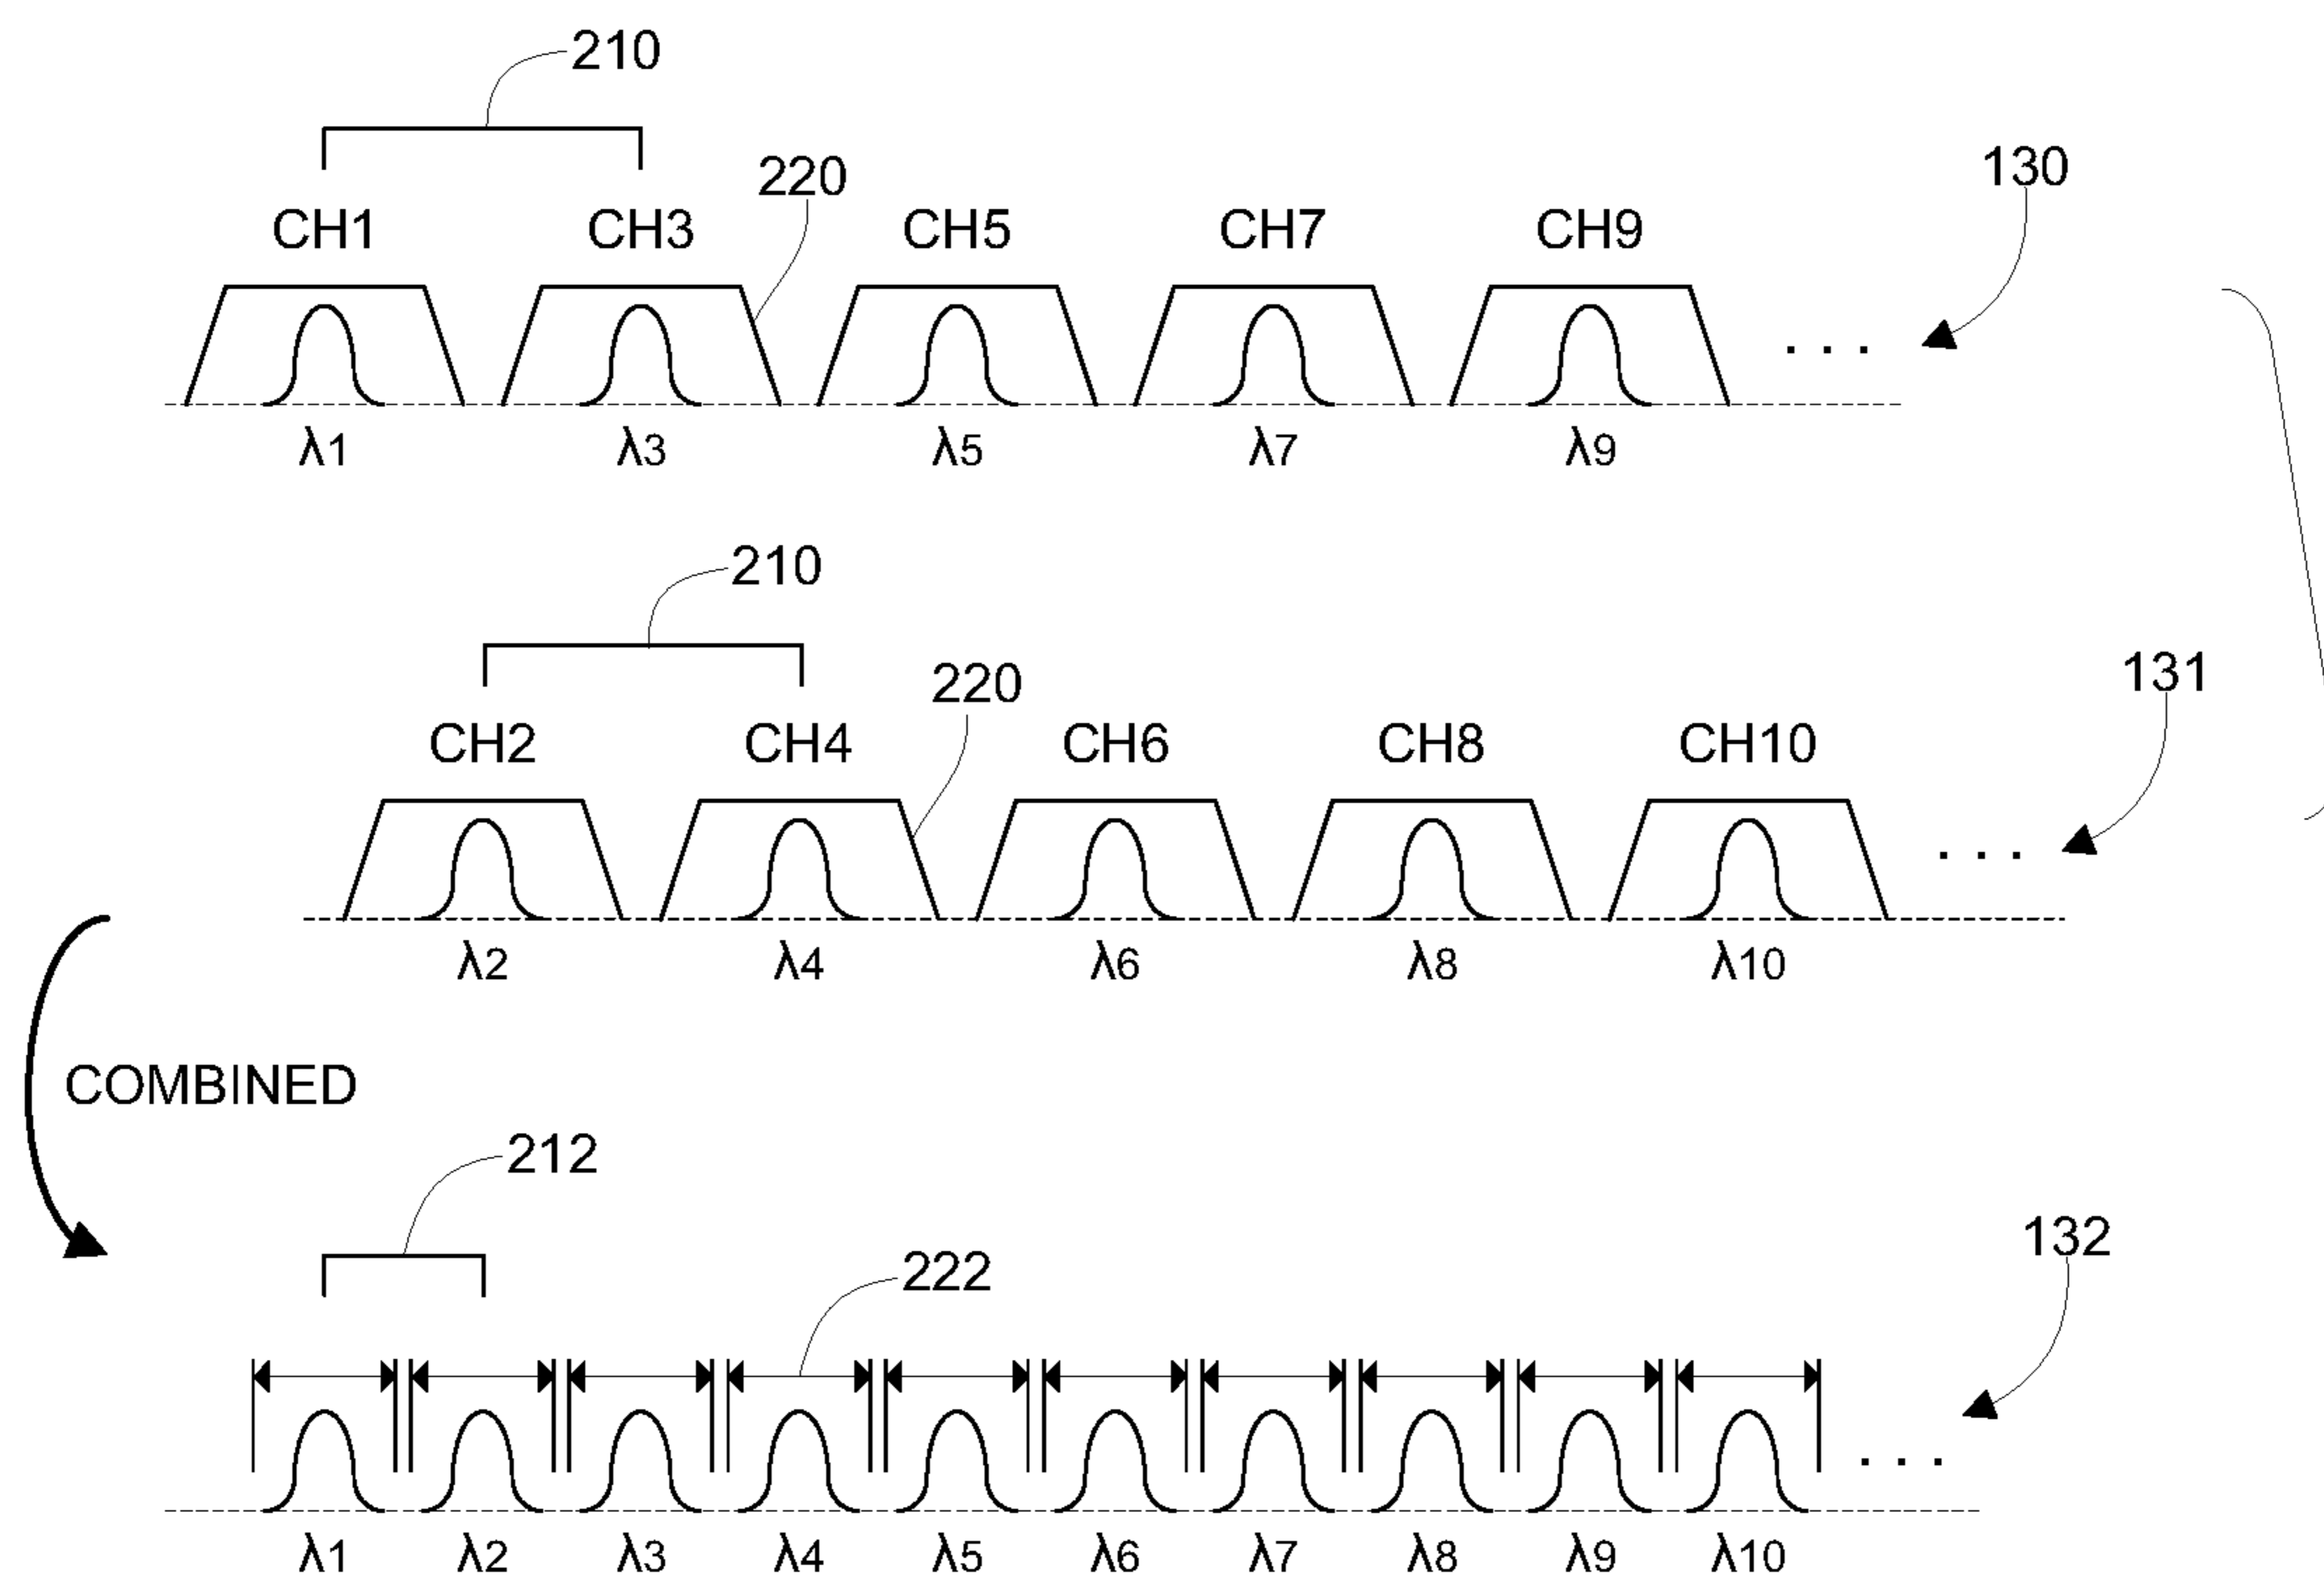 210
220
130
CH1 CH3 CH5 CH7 CH9
. . .
λ1 λ3 λ5 λ7 λ9
210
220
131
CH2 CH4 CH6 CH8 CH10
. . .
λ2 λ4 λ6 λ8 λ10
COMBINED
212
222
132
. . .
λ1 λ2 λ3 λ4 λ5 λ6 λ7 λ8 λ9 λ10